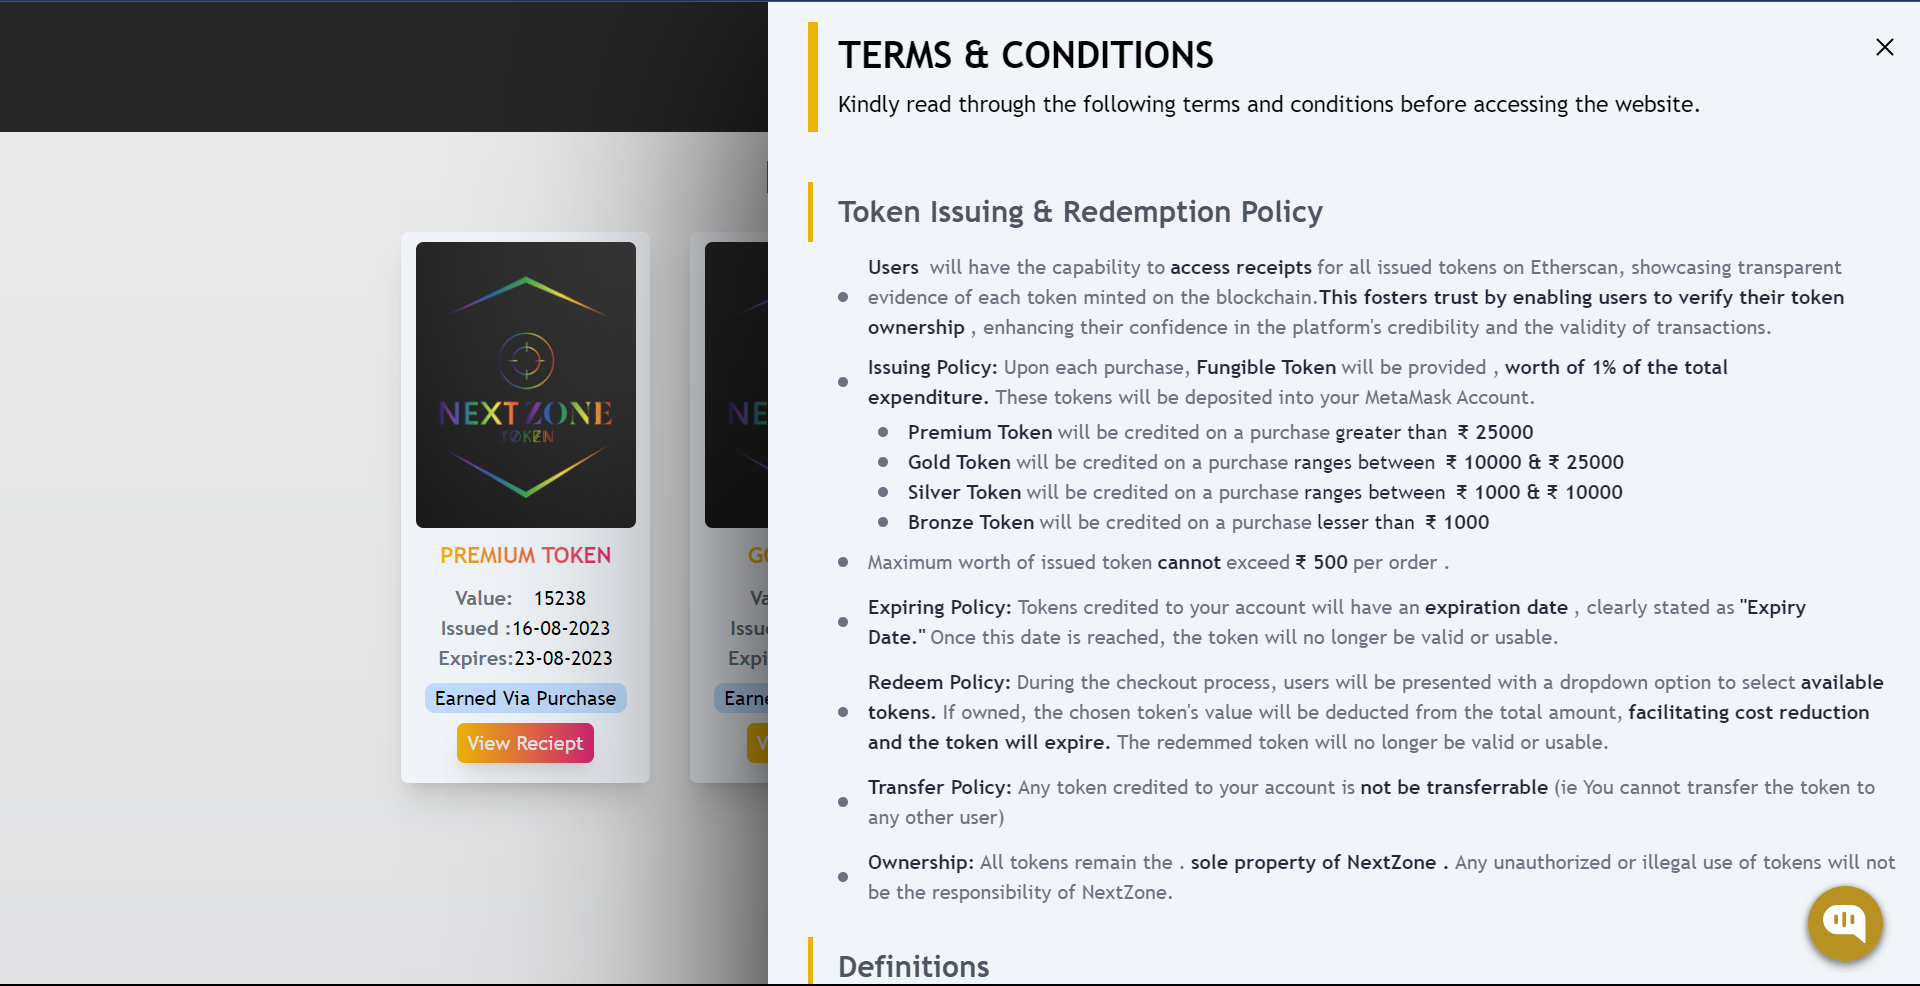 NEXT ZONE
TOKEN
PREMIUM TOKEN
Value: 15238
Issued :16-08-2023
Expires:23-08-2023
Earned Via Purchase
View Reciept
TERMS & CONDITIONS
Kindly read through the following terms and conditions before accessing the website.
Token Issuing & Redemption Policy
Users will have the capability to access receipts for all issued tokens on Etherscan, showcasing transparent
evidence of each token minted on the blockchain.This fosters trust by enabling users to verify their token
ownership , enhancing their confidence in the platform's credibility and the validity of transactions.
Issuing Policy: Upon each purchase, Fungible Token will be provided , worth of 1% of the total
expenditure. These tokens will be deposited into your MetaMask Account.
Premium Token will be credited on a purchase greater than ₹ 25000
Gold Token will be credited on a purchase ranges between ₹ 10000 & ₹ 25000
Silver Token will be credited on a purchase ranges between ₹ 1000 & ₹ 10000
Bronze Token will be credited on a purchase lesser than ₹ 1000
Maximum worth of issued token cannot exceed ₹ 500 per order .
Expiring Policy: Tokens credited to your account will have an expiration date , clearly stated as "Expiry
Date." Once this date is reached, the token will no longer be valid or usable.
Redeem Policy: During the checkout process, users will be presented with a dropdown option to select available
tokens. If owned, the chosen token's value will be deducted from the total amount, facilitating cost reduction
and the token will expire. The redemmed token will no longer be valid or usable.
Transfer Policy: Any token credited to your account is not be transferrable (ie You cannot transfer the token to
any other user)
Ownership: All tokens remain the . sole property of NextZone . Any unauthorized or illegal use of tokens will not
be the responsibility of NextZone.
Definitions